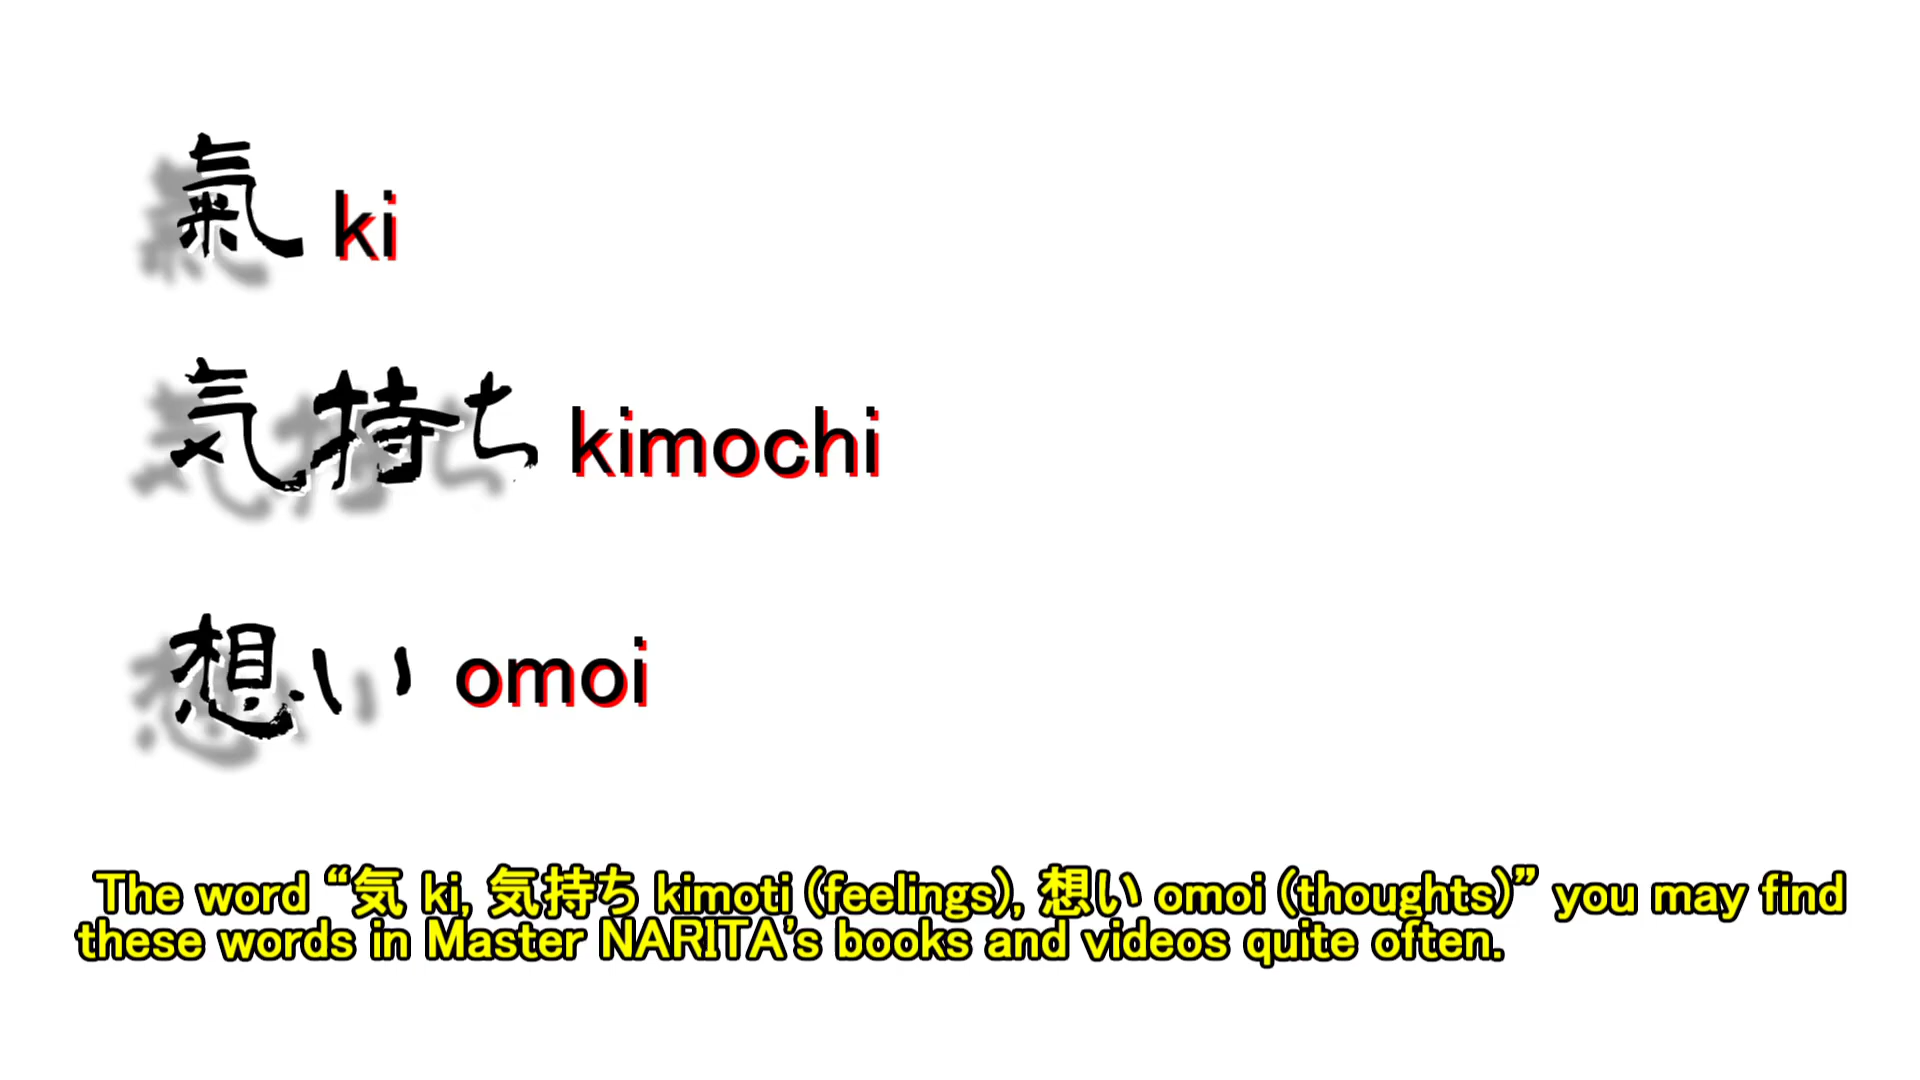 氣 ki
気持ち kimochi
想い omoi
The word “気 ki, 気持ち kimoti (feelings), 想い omoi (thoughts)” you may find
these words in Master NARITA's books and videos quite often.